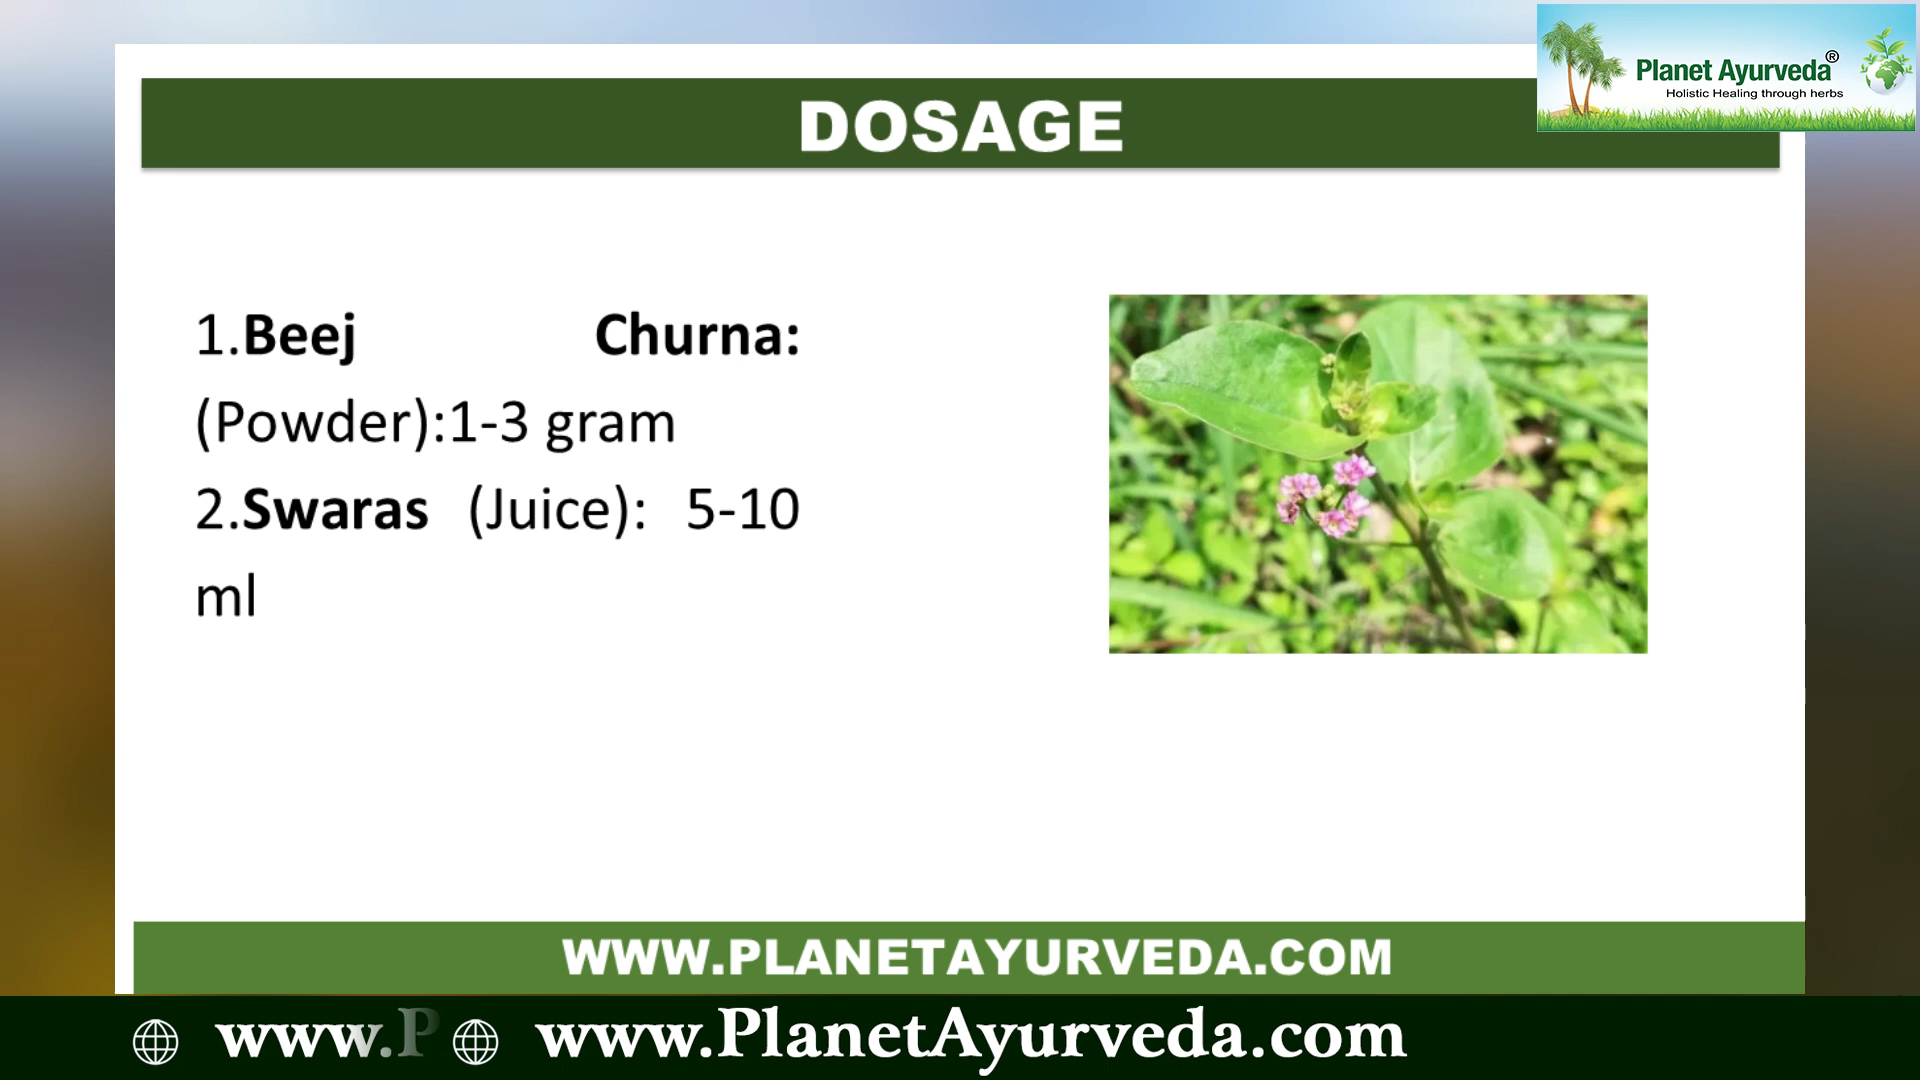 Planet Ayurveda®
Holistic Healing through herbs
DOSAGE
1.Beej Churna:
(Powder):1-3 gram
2.Swaras (Juice): 5-10
ml
WWW.PLANETAYURVEDA.COM
www.P www.PlanetAyurveda.com